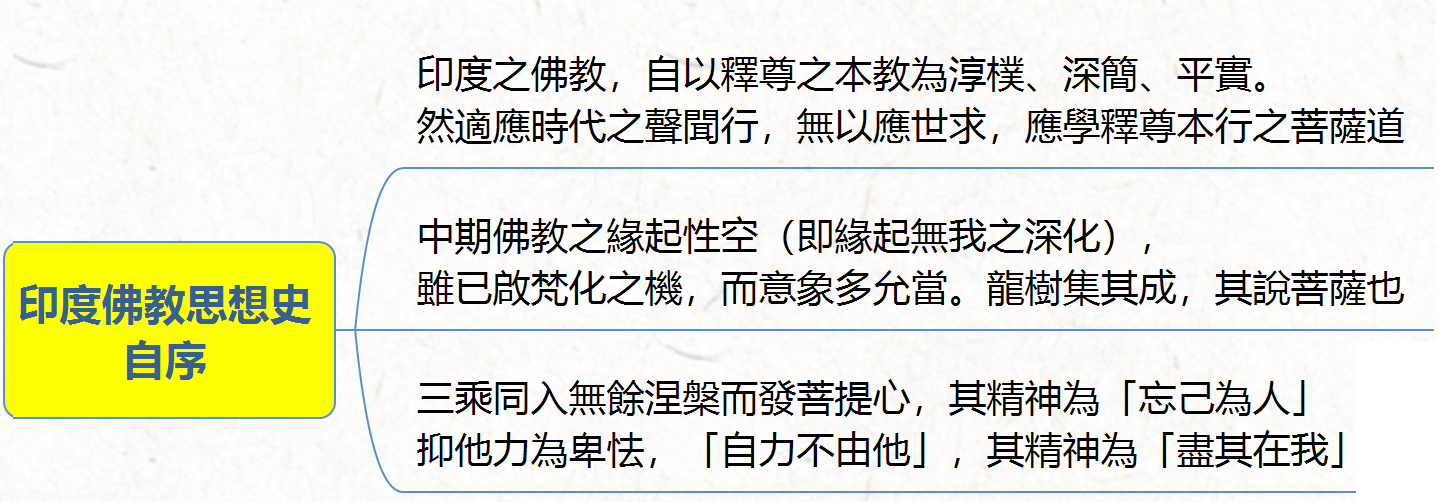 印度之佛教，自以釋尊之本教為淳樸、深簡、平實。
然適應時代之聲聞行，無以應世求，應學釋尊本行之菩薩道
中期佛教之緣起性空（即緣起無我之深化），
雖已啟梵化之機，而意象多允當。龍樹集其成，其說菩薩也
印度佛教思想史
自序
三乘同入無餘涅槃而發菩提心，其精神為「忘己為人」
抑他力為卑怯，「自力不由他」，其精神為「盡其在我」